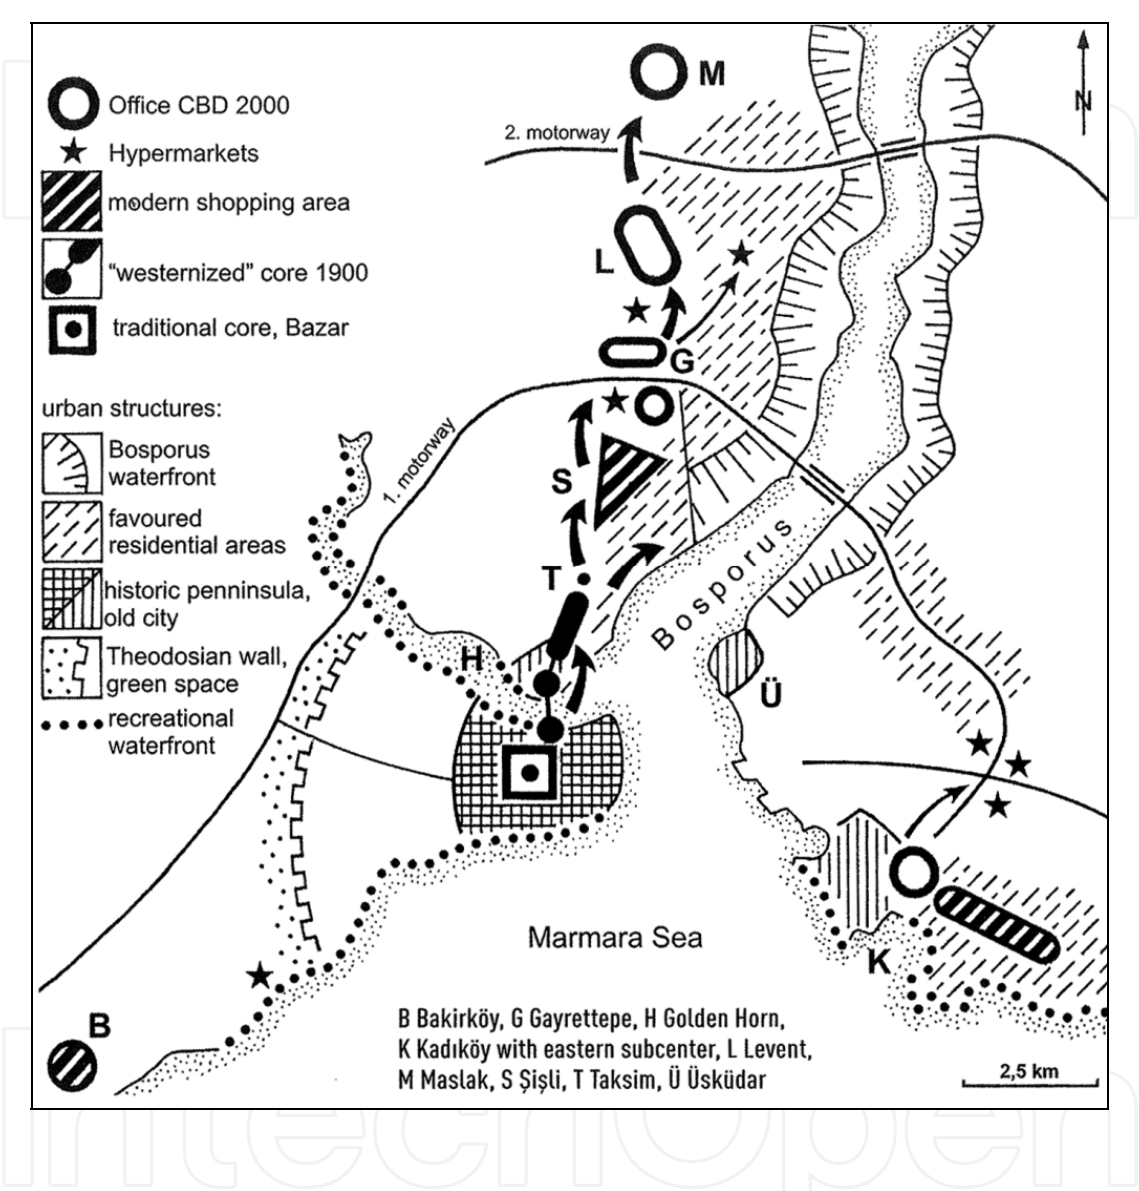 Office CBD 2000
Hypermarkets
modern shopping area
"westernized" core 1900
traditional core, Bazar
urban structures:
Bosporus
waterfront
favoured
residential areas
historic penninsula,
old city
Theodosian wall,
green space
recreational
waterfront
M
N
2. motorway
L
G
1. motorway
S
T
Bosporus
H
Ü
Marmara Sea
K
B
B Bakirköy, G Gayrettepe, H Golden Horn,
K Kadıköy with eastern subcenter, L Levent,
M Maslak, S Şişli, T Taksim, Ü Üsküdar
2,5 km
IntechOpen